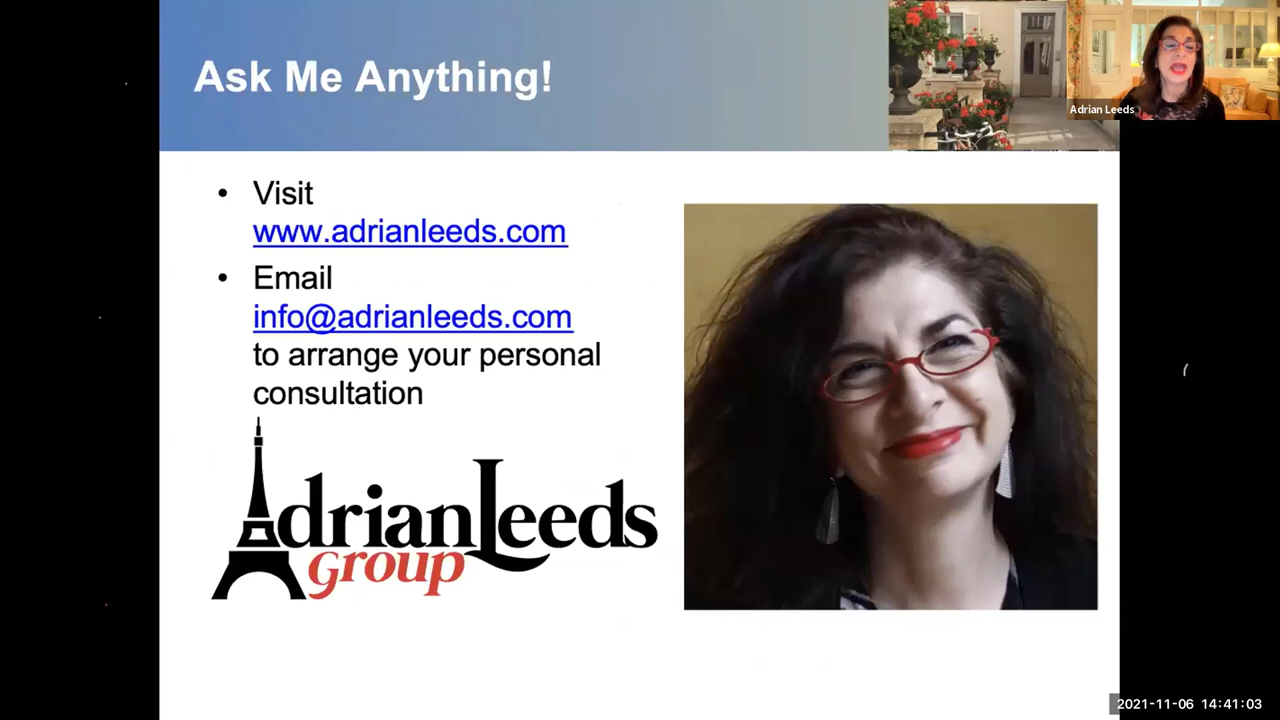 Ask Me Anything!
Adrian Leeds
• Visit
www.adrianleeds.com
• Email
info@adrianleeds.com
to arrange your personal
consultation
AdrianLeeds
group
2021-11-06 14:41:03